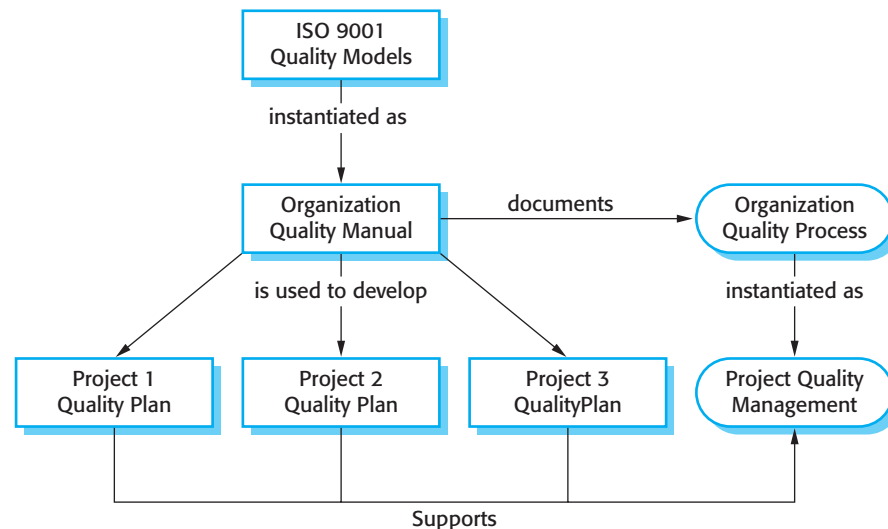 ISO 9001
Quality Models
instantiated as
Organization
Quality Manual
documents
Organization
Quality Process
is used to develop
instantiated as
Project 1
Quality Plan
Project 2
Quality Plan
Project 3
QualityPlan
Project Quality
Management
Supports